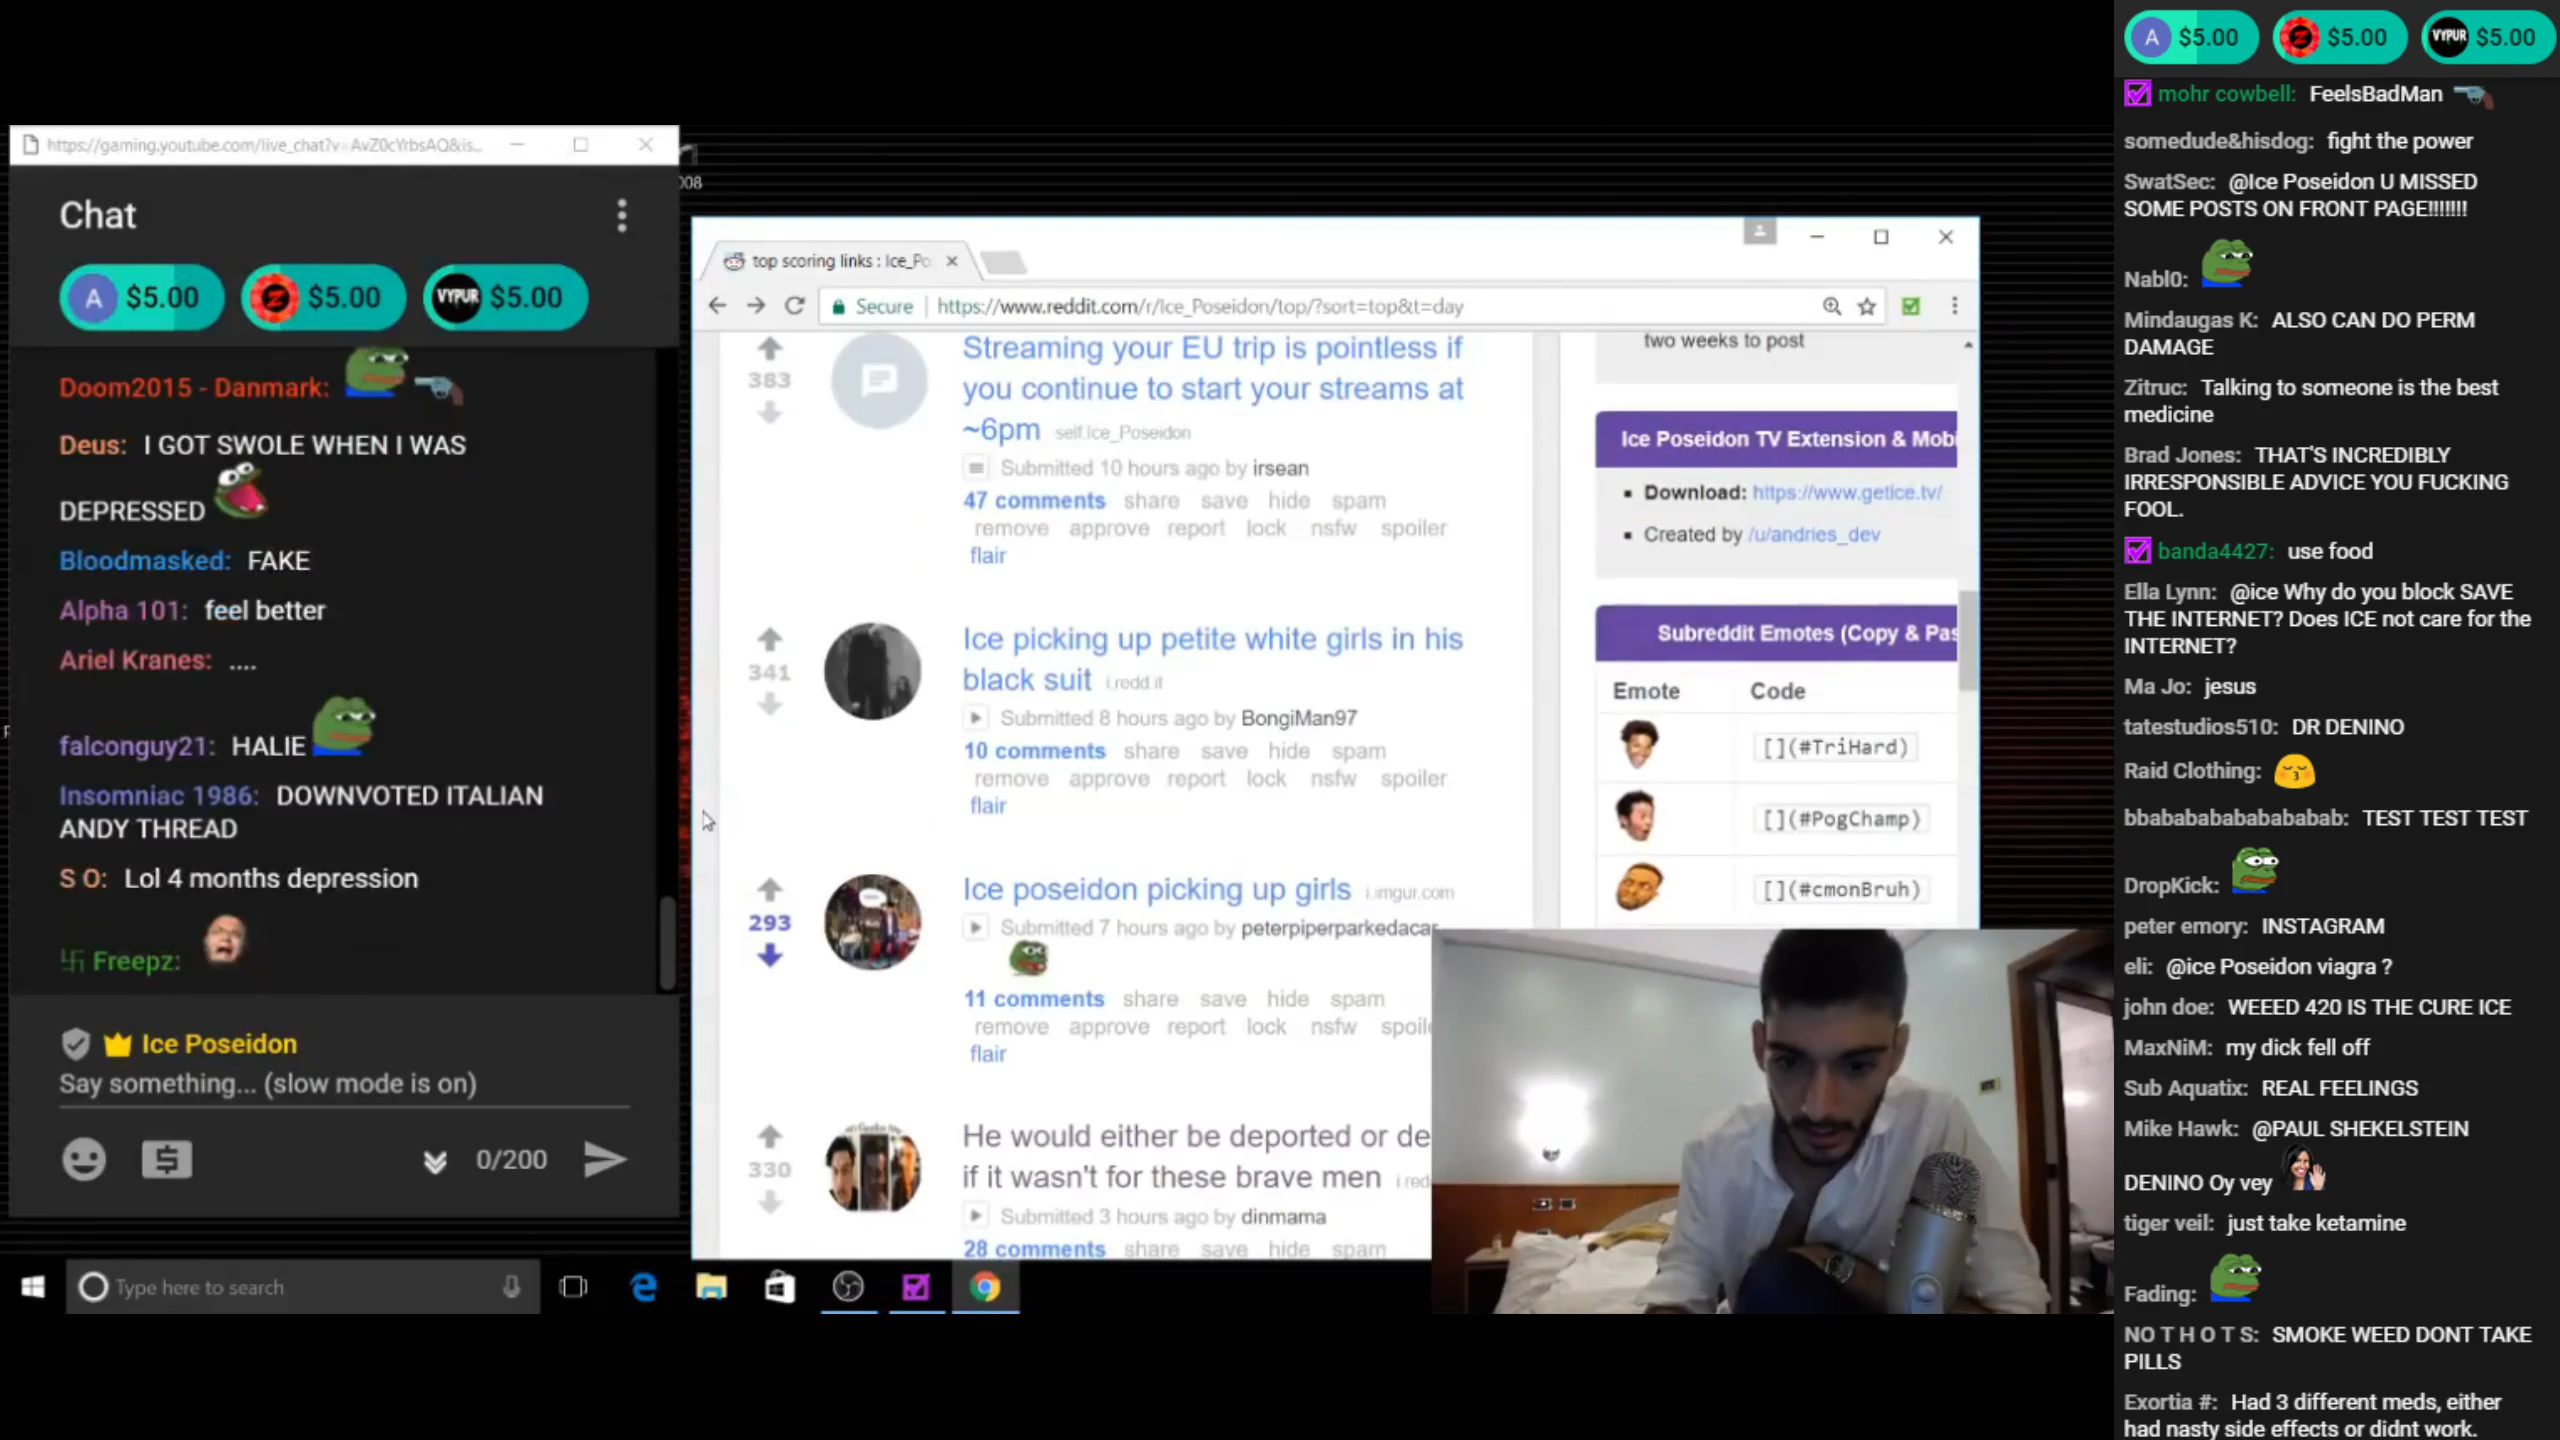 https://gaming.youtube.com/live_chat?v=AvZ0cYrbsAQ&is...
Chat
A $5.00
Z $5.00
VYPUR $5.00
Doom2015 - Danmark:
Deus: I GOT SWOLE WHEN I WAS
DEPRESSED
Bloodmasked: FAKE
Alpha 101: feel better
Ariel Kranes: ....
falconguy21: HALIE
Insomniac 1986: DOWNVOTED ITALIAN
ANDY THREAD
S O: Lol 4 months depression
卐 Freepz:
Ice Poseidon
Say something... (slow mode is on)
0/200
Type here to search
008
top scoring links : Ice_Po
Secure https://www.reddit.com/r/Ice_Poseidon/top/?sort=top&t=day
383
Streaming your EU trip is pointless if
you continue to start your streams at
~6pm self.Ice_Poseidon
Submitted 10 hours ago by irsean
47 comments share save hide spam
remove approve report lock nsfw spoiler
flair
341
Ice picking up petite white girls in his
black suit i.redd.it
Submitted 8 hours ago by BongiMan97
10 comments share save hide spam
remove approve report lock nsfw spoiler
flair
293
Ice poseidon picking up girls i.imgur.com
Submitted 7 hours ago by peterpiperparkedacar
11 comments share save hide spam
remove approve report lock nsfw spoile
flair
330
He would either be deported or de
if it wasn't for these brave men i.red
Submitted 3 hours ago by dinmama
28 comments share save hide spam
two weeks to post
Ice Poseidon TV Extension & Mobi
Download: https://www.getice.tv/
Created by /u/andries_dev
Subreddit Emotes (Copy & Pas
Emote Code
[](#TriHard)
[](#PogChamp)
[](#cmonBruh)
A $5.00
Z $5.00
VYPUR $5.00
mohr cowbell: FeelsBadMan
somedude&hisdog: fight the power
SwatSec: @Ice Poseidon U MISSED
SOME POSTS ON FRONT PAGE!!!!!!!
Nabl0:
Mindaugas K: ALSO CAN DO PERM
DAMAGE
Zitruc: Talking to someone is the best
medicine
Brad Jones: THAT'S INCREDIBLY
IRRESPONSIBLE ADVICE YOU FUCKING
FOOL.
banda4427: use food
Ella Lynn: @ice Why do you block SAVE
THE INTERNET? Does ICE not care for the
INTERNET?
Ma Jo: jesus
tatestudios510: DR DENINO
Raid Clothing:
bbabababababababab: TEST TEST TEST
DropKick:
peter emory: INSTAGRAM
eli: @ice Poseidon viagra ?
john doe: WEEED 420 IS THE CURE ICE
MaxNiM: my dick fell off
Sub Aquatix: REAL FEELINGS
Mike Hawk: @PAUL SHEKELSTEIN
DENINO Oy vey
tiger veil: just take ketamine
Fading:
NO T H O T S: SMOKE WEED DONT TAKE
PILLS
Exortia #: Had 3 different meds, either
had nasty side effects or didnt work.